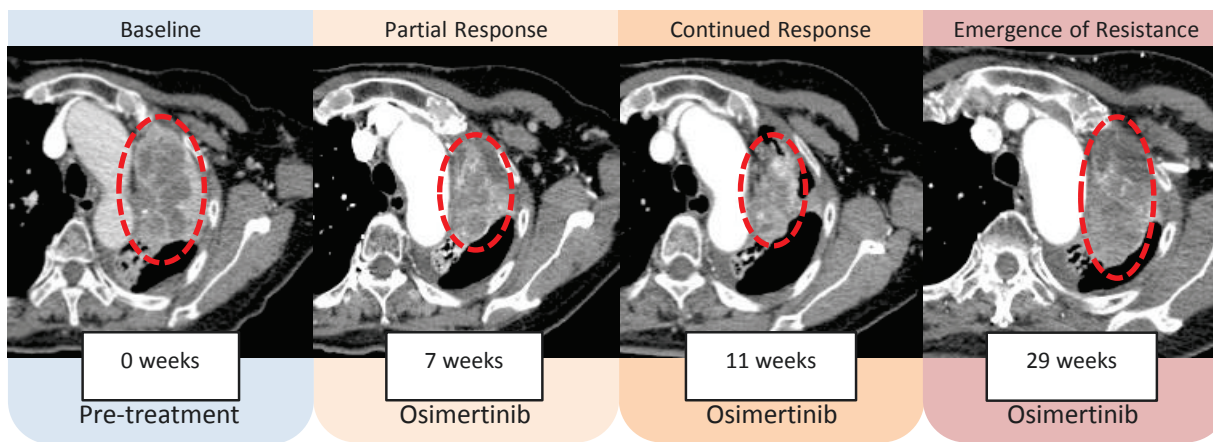 Baseline
Partial Response
Continued Response
Emergence of Resistance
0 weeks
7 weeks
11 weeks
29 weeks
Pre-treatment
Osimertinib
Osimertinib
Osimertinib